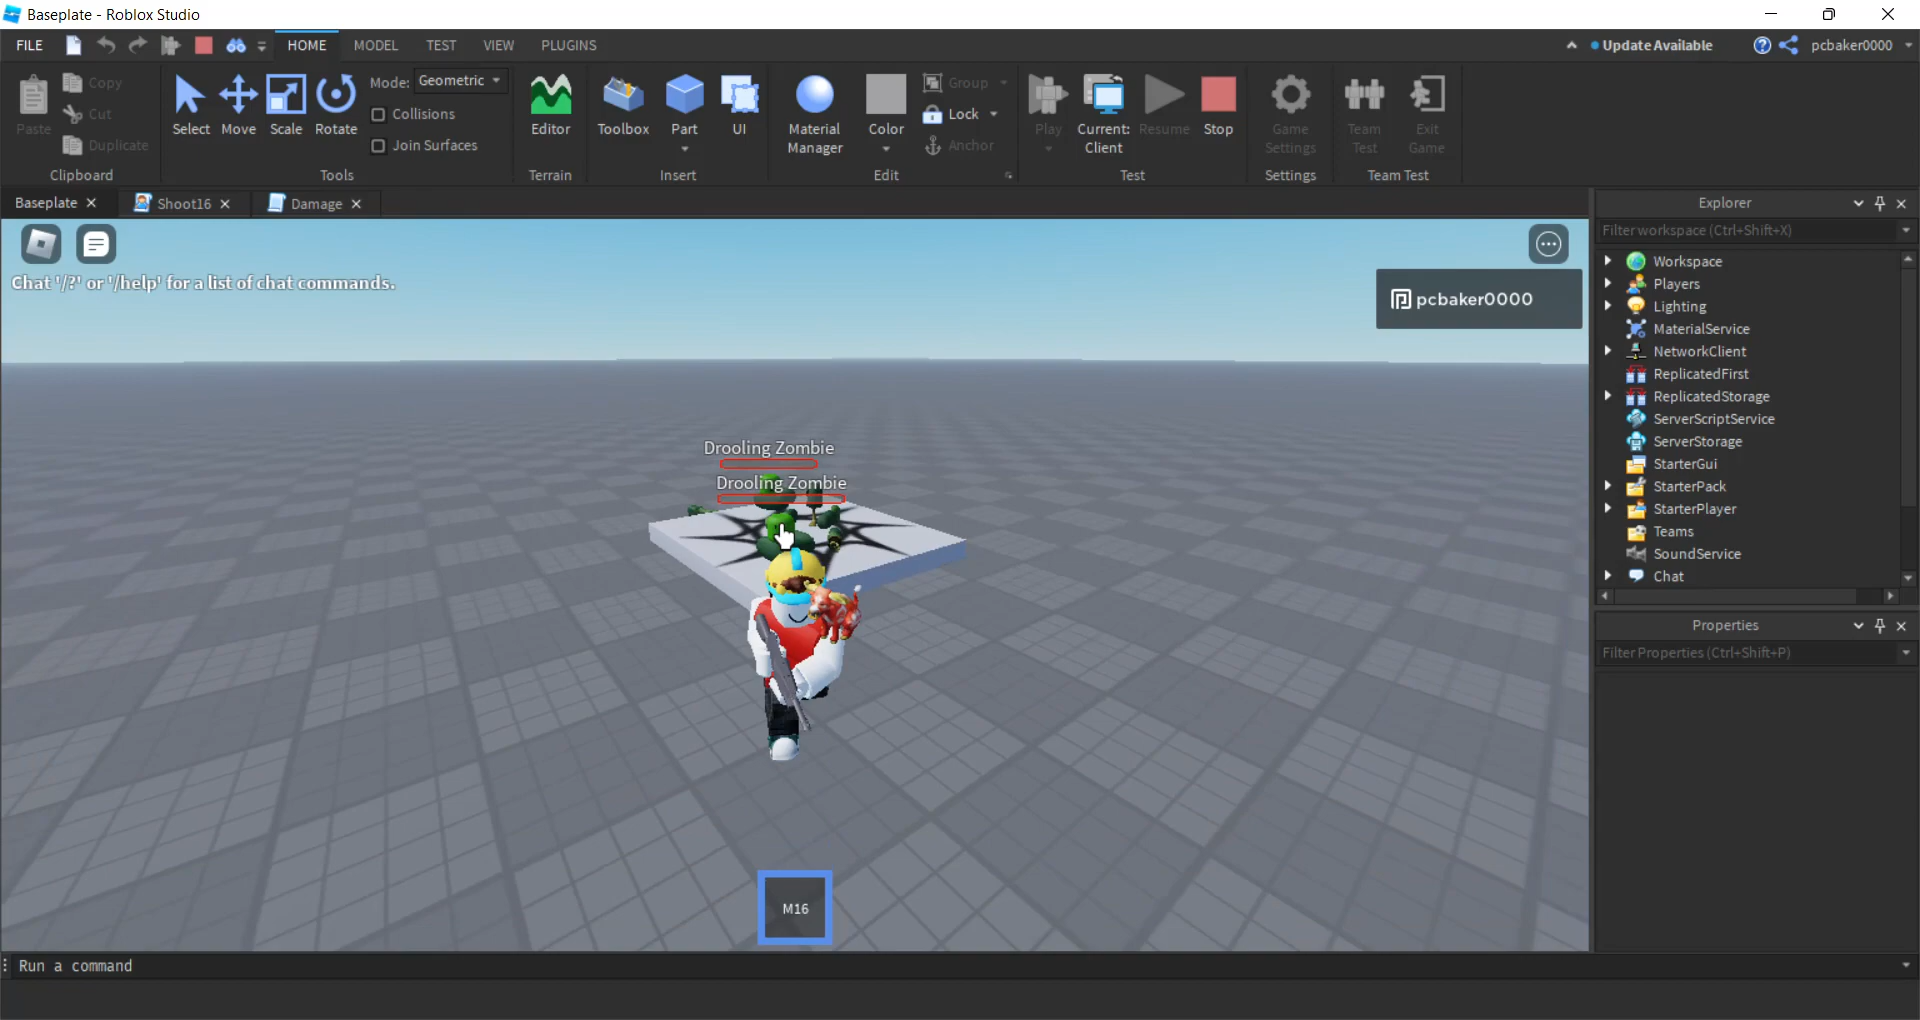 Baseplate - Roblox Studio
FILE
HOME
MODEL
TEST
VIEW
PLUGINS
Update Available
pcbaker0000
Paste
Copy
Cut
Duplicate
Clipboard
Select
Move
Scale
Rotate
Mode:
Geometric
Collisions
Join Surfaces
Tools
Editor
Terrain
Toolbox
Part
UI
Insert
Material
Manager
Color
Group
Lock
Anchor
Edit
Play
Current:
Client
Resume
Stop
Test
Game
Settings
Settings
Team
Test
Exit
Game
Team Test
Baseplate
Shoot16
Damage
Chat '/?' or '/help' for a list of chat commands.
pcbaker0000
Drooling Zombie
Drooling Zombie
M16
Explorer
Filter workspace (Ctrl+Shift+X)
Workspace
Players
Lighting
MaterialService
NetworkClient
ReplicatedFirst
ReplicatedStorage
ServerScriptService
ServerStorage
StarterGui
StarterPack
StarterPlayer
Teams
SoundService
Chat
Properties
Filter Properties (Ctrl+Shift+P)
Run a command